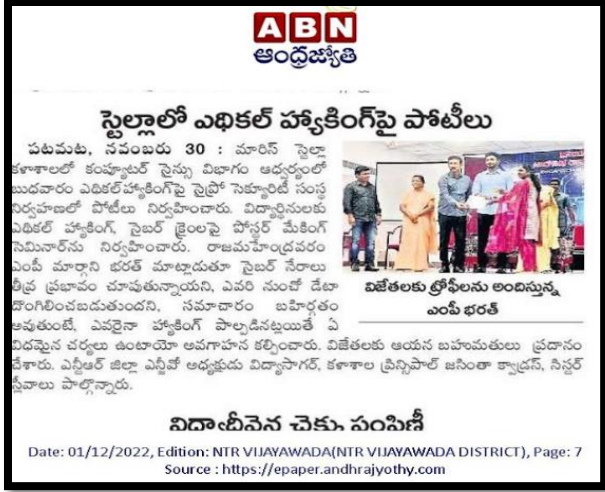 ABN
ఆంధ్రజ్యోతి
స్టెల్లాలో ఎథికల్ హ్యాకింగ్‌పై పోటీలు
పటమట, నవంబరు 30 : మారిస్ స్టెల్లా
కళాశాలలో కంప్యూటర్ సైన్సు విభాగం ఆధ్వర్యంలో
బుధవారం ఎథికల్‌హ్యాకింగ్‌పై సైప్రో సెక్యూరిటీ సంస్థ
నిర్వహణలో పోటీలు నిర్వహించారు. విద్యార్థినులకు
ఎథికల్ హ్యాకింగ్, సైబర్ క్రైంలపై పోస్టర్ మేకింగ్
సెమినార్‌ను నిర్వహించారు. రాజమహేంద్రవరం
ఎంపీ మార్గాని భరత్ మాట్లాడుతూ సైబర్ నేరాలు
తీవ్ర ప్రభావం చూపుతున్నాయని, ఎవరి నుంచో డేటా
దొంగిలించబడుతుందని, సమాచారం బహిర్గతం
అవుతుంటే, ఎవరైనా హ్యాకింగ్ పాల్పడినట్లయితే ఏ
విధమైన చర్యలు ఉంటాయో అవగాహన కల్పించారు. విజేతలకు ఆయన బహుమతులు ప్రదానం
చేశారు. ఎన్టీఆర్ జిల్లా ఎన్జీవో అధ్యక్షుడు విద్యాసాగర్, కళాశాల ప్రిన్సిపాల్ జసింతా క్వాడ్రస్, సిస్టర్
స్లీవాలు పాల్గొన్నారు.
విజేతలకు ట్రోఫీలను అందిస్తున్న
ఎంపీ భరత్
విద్యాదీవెన చెక్కు పంపిణీ
Date: 01/12/2022, Edition: NTR VIJAYAWADA(NTR VIJAYAWADA DISTRICT), Page: 7
Source : https://epaper.andhrajyothy.com